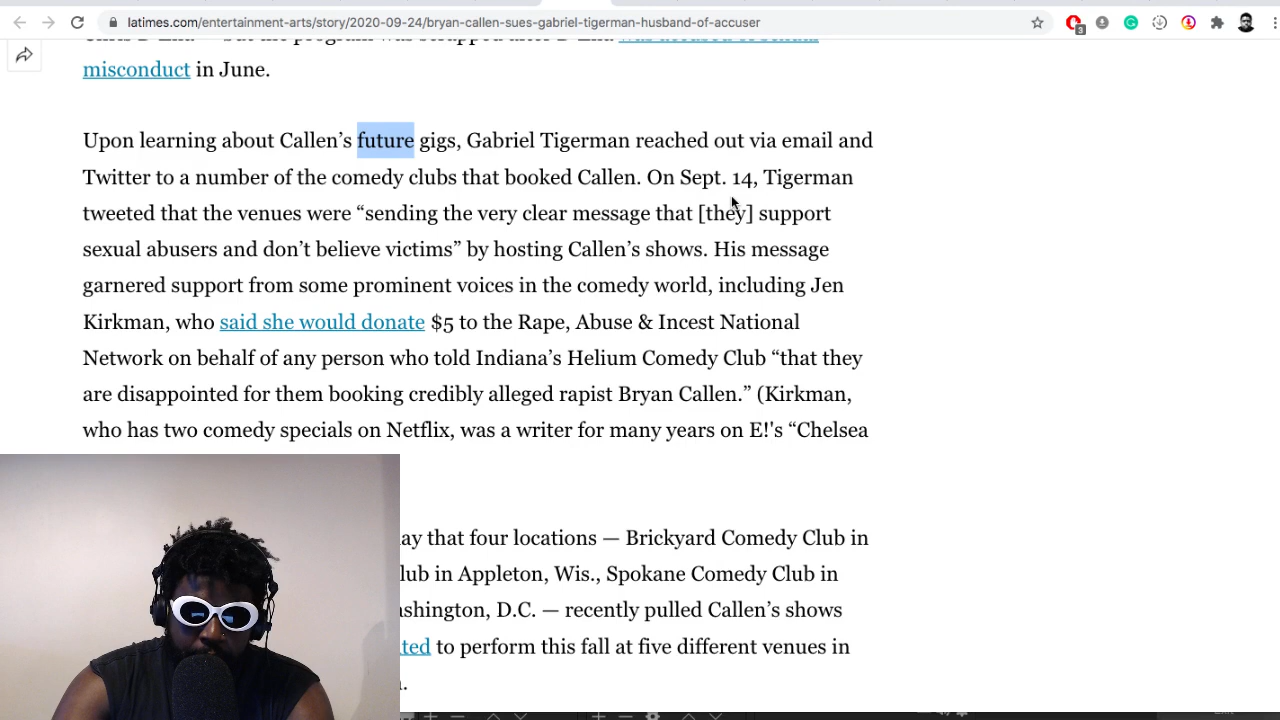 latimes.com/entertainment-arts/story/2020-09-24/bryan-callen-sues-gabriel-tigerman-husband-of-accuser
3
misconduct in June.
Upon learning about Callen’s future gigs, Gabriel Tigerman reached out via email and
Twitter to a number of the comedy clubs that booked Callen. On Sept. 14, Tigerman
tweeted that the venues were “sending the very clear message that [they] support
sexual abusers and don’t believe victims” by hosting Callen’s shows. His message
garnered support from some prominent voices in the comedy world, including Jen
Kirkman, who said she would donate $5 to the Rape, Abuse & Incest National
Network on behalf of any person who told Indiana’s Helium Comedy Club “that they
are disappointed for them booking credibly alleged rapist Bryan Callen.” (Kirkman,
who has two comedy specials on Netflix, was a writer for many years on E!'s “Chelsea
that four locations — Brickyard Comedy Club in
in Appleton, Wis., Spokane Comedy Club in
D.C. — recently pulled Callen’s shows
to perform this fall at five different venues in